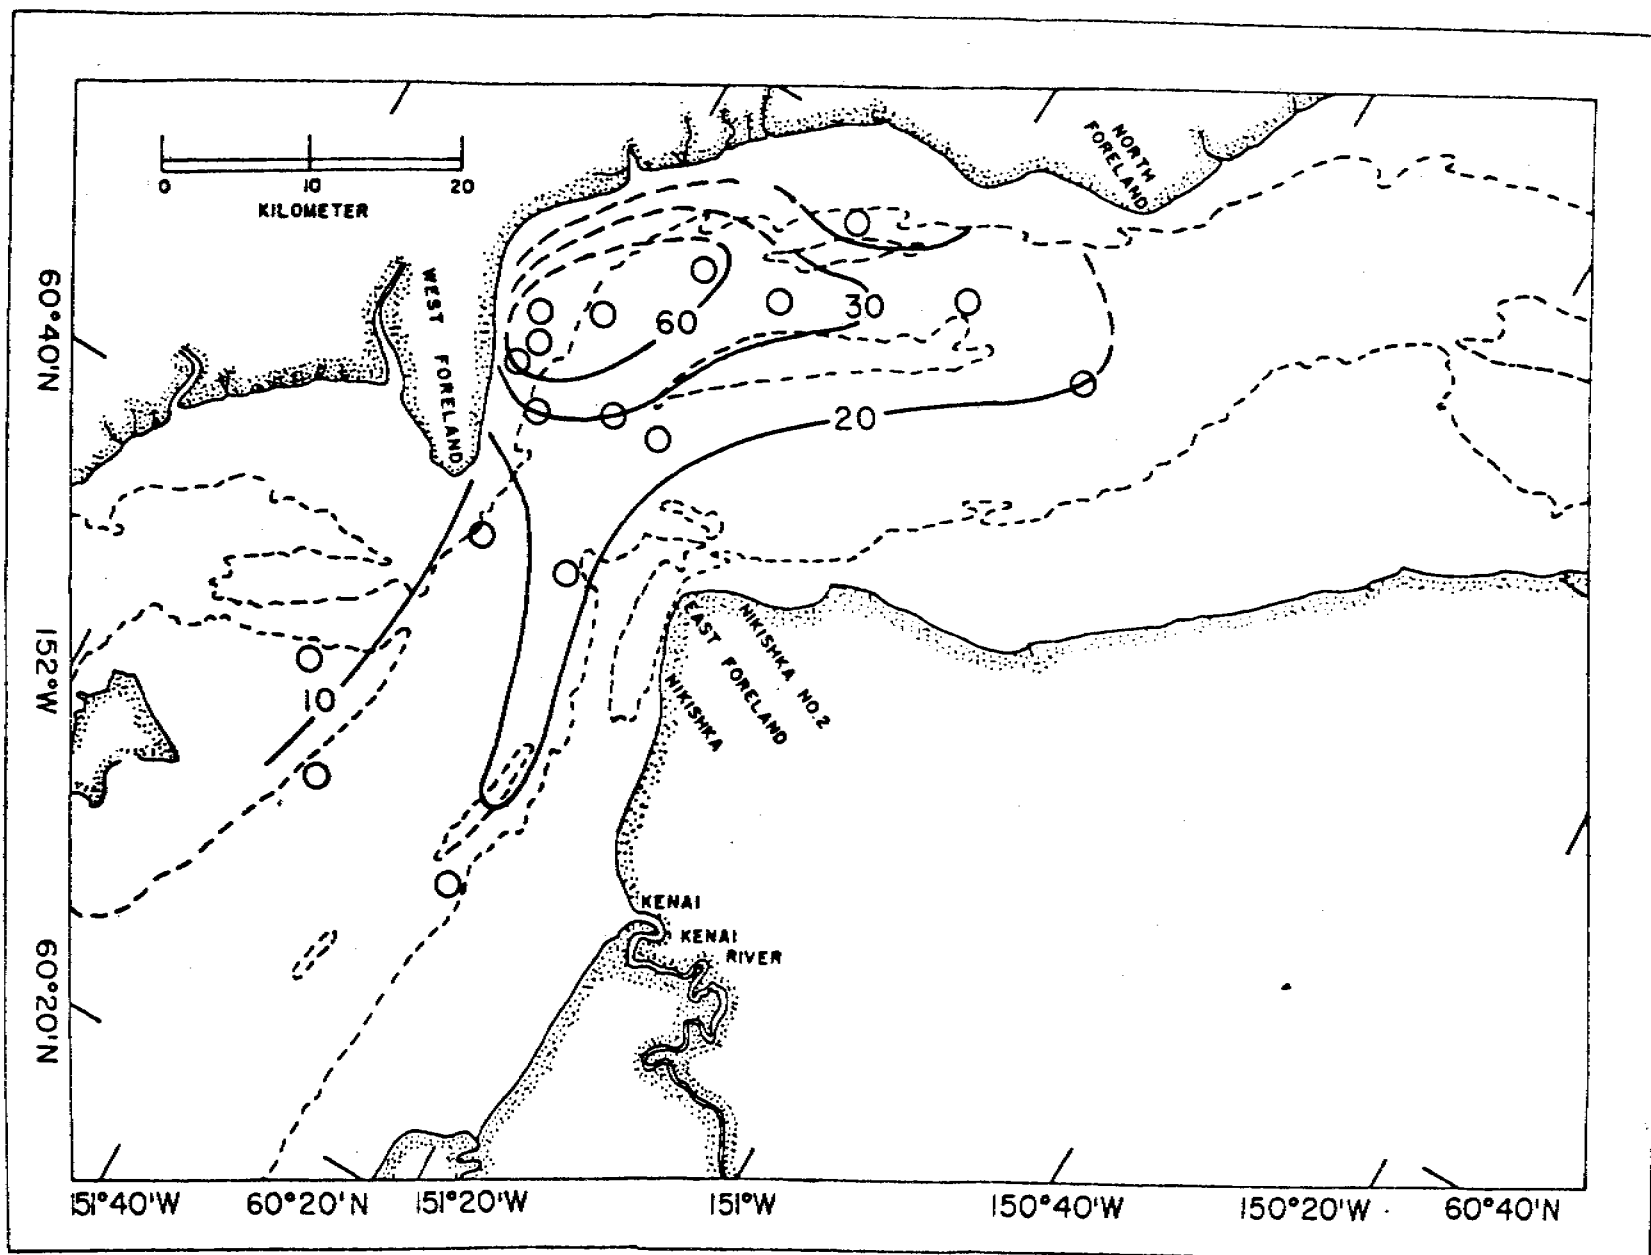 NORTH
FORELAND
0 10 20
KILOMETER
WEST FORELAND
60°40'N
60
30
20
152°W
10
NIKISHKA NO.2
EAST FORELAND
NIKISHKA
KENAI
KENAI
RIVER
60°20'N
151°40'W 60°20'N 151°20'W 151°W 150°40'W 150°20'W 60°40'N